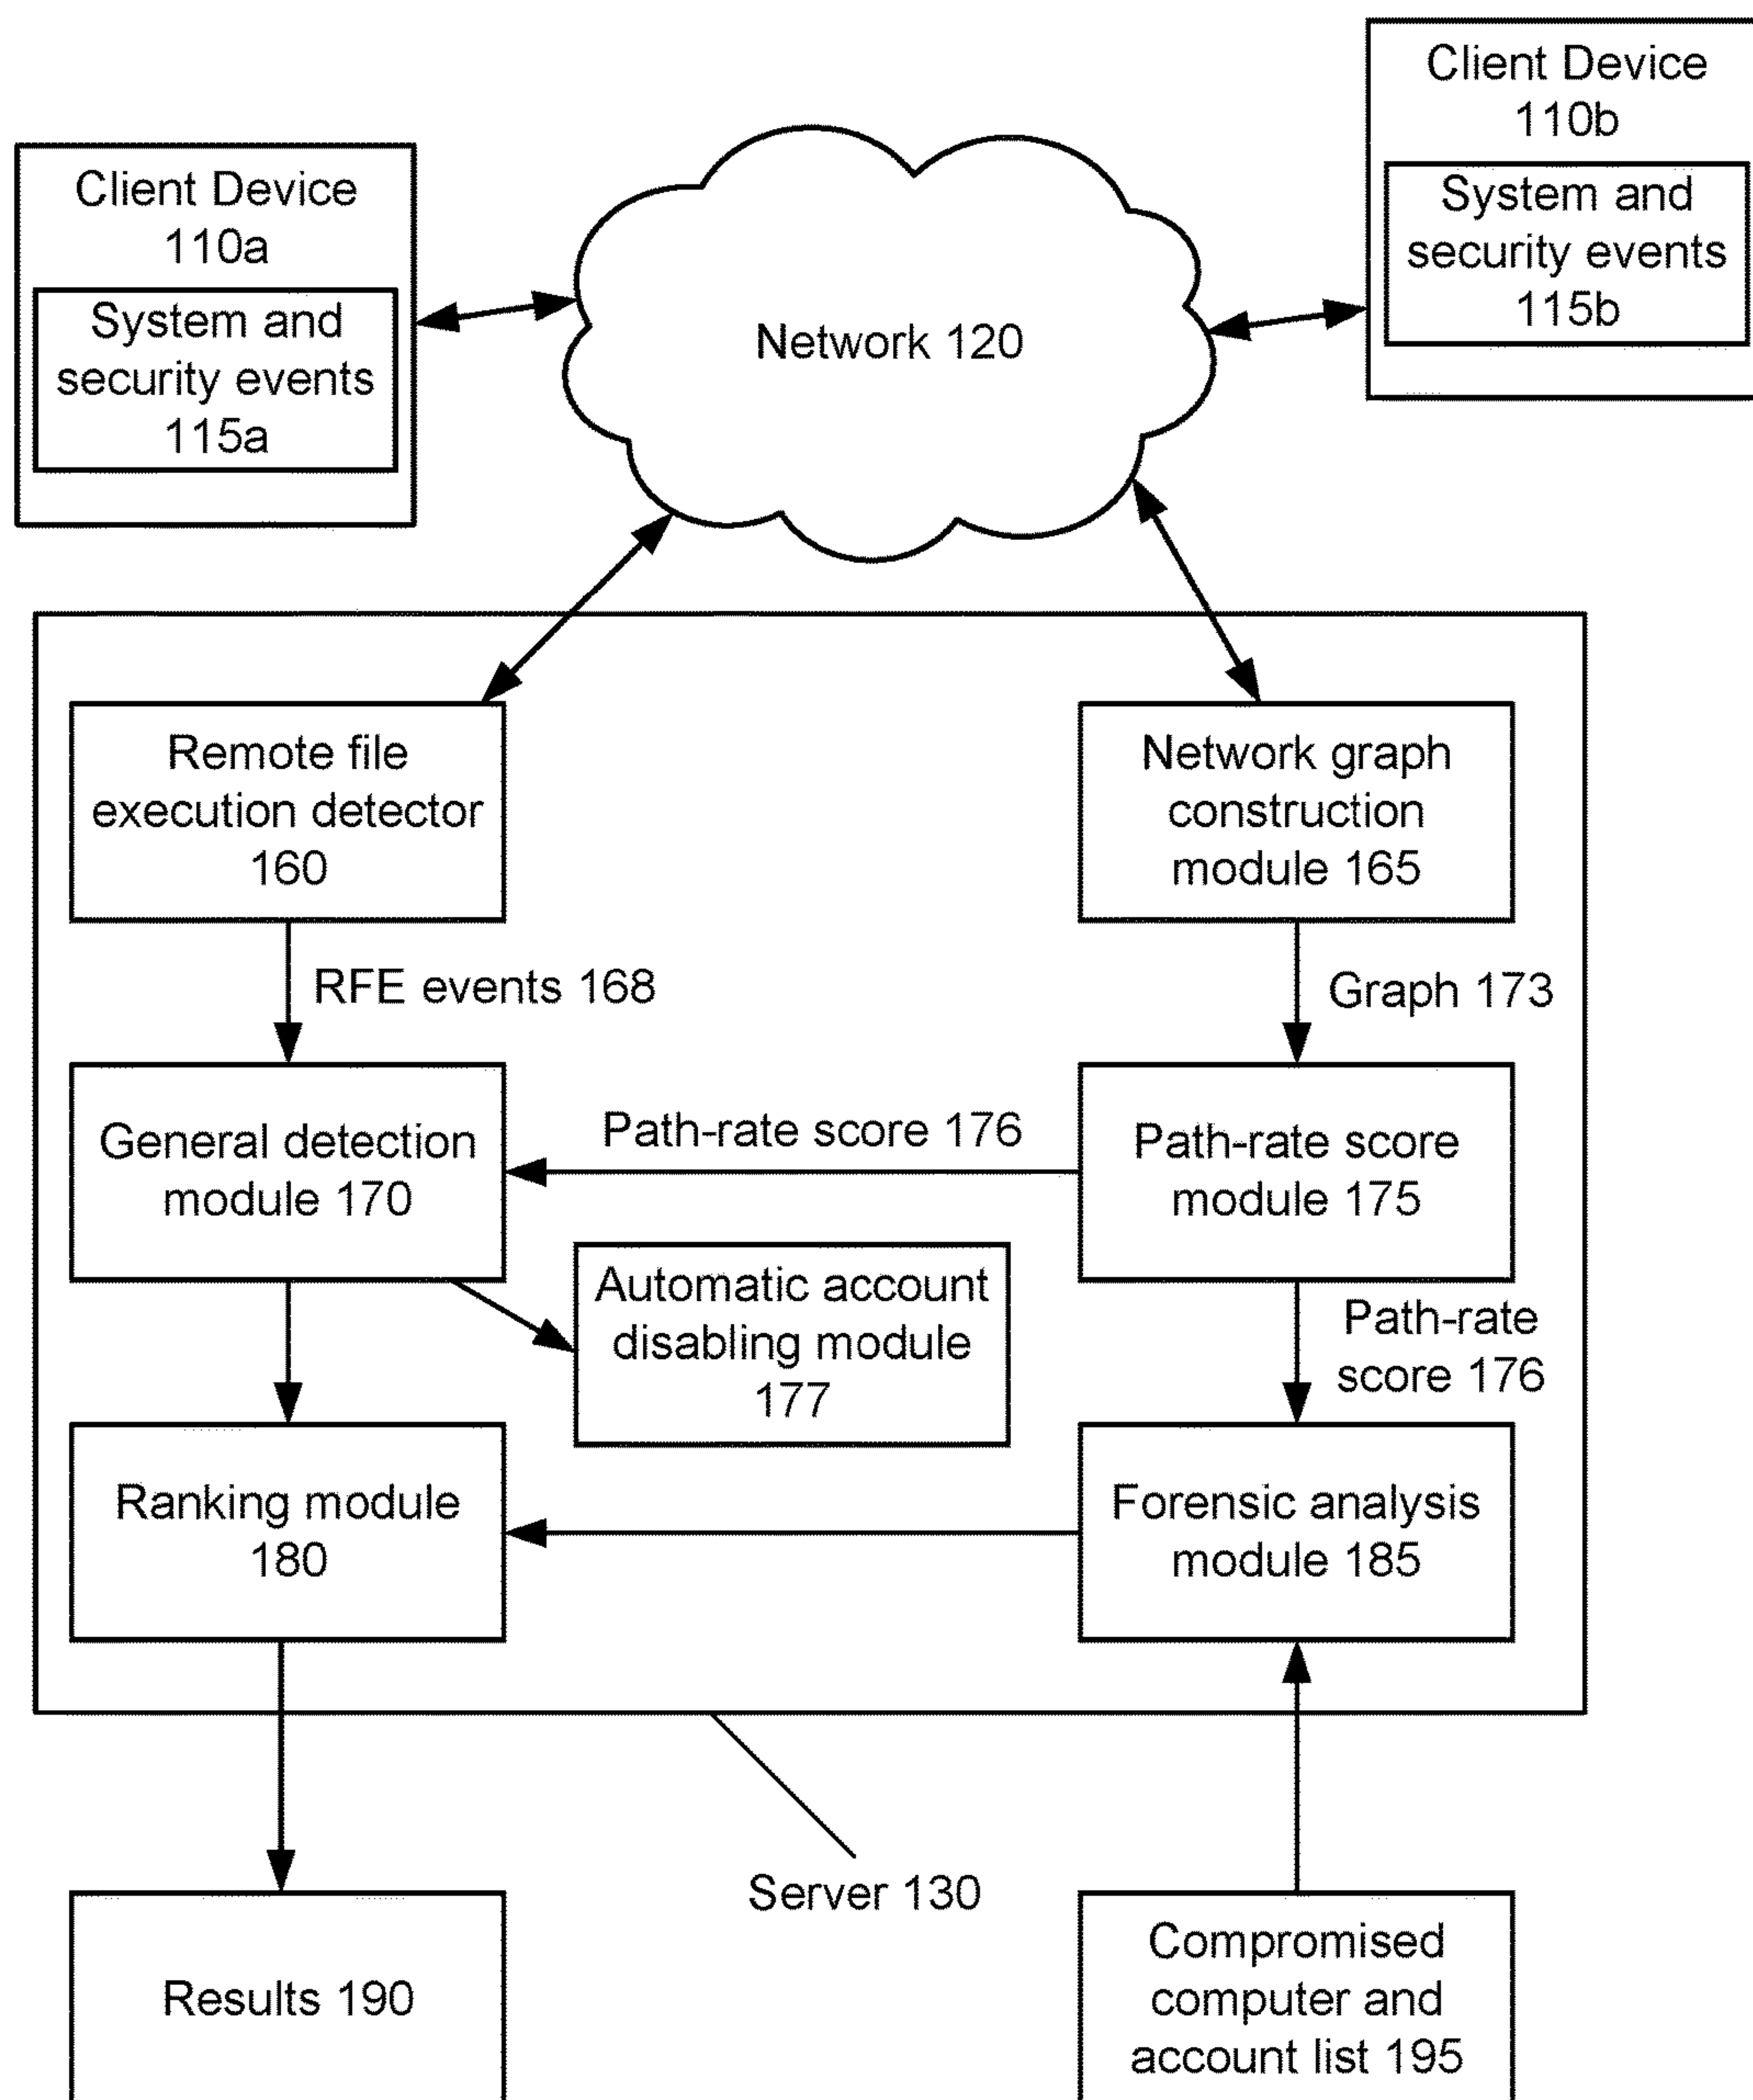 Client Device
110b
System and
security events
115b
Client Device
110a
System and
security events
115a
Network 120
Remote file
execution detector
160
Network graph
construction
module 165
RFE events 168
Graph 173
General detection
module 170
Path-rate score 176
Path-rate score
module 175
Automatic account
disabling module
177
Path-rate
score 176
Ranking module
180
Forensic analysis
module 185
Server 130
Results 190
Compromised
computer and
account list 195